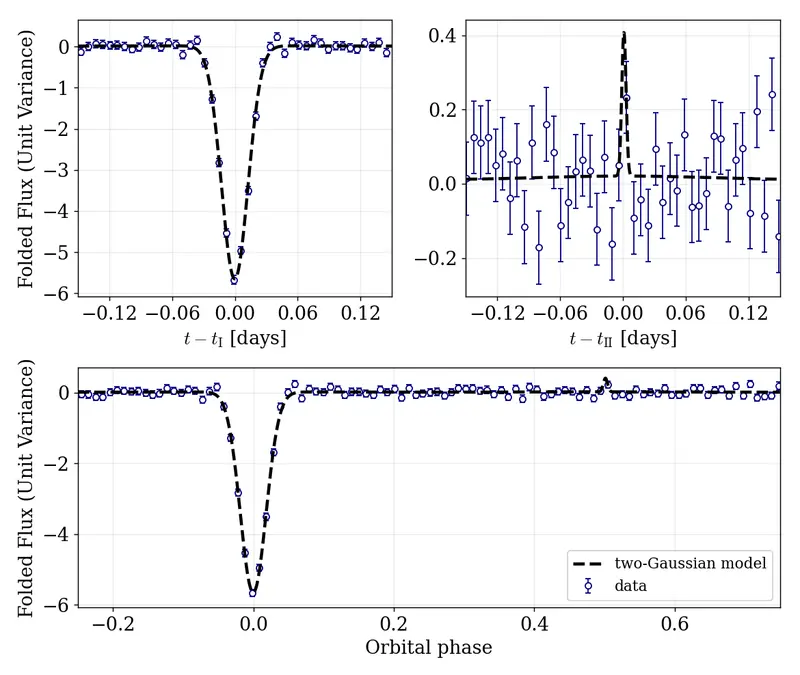 Folded Flux (Unit Variance)
0
−1
−2
−3
−4
−5
−6
−0.12 −0.06 0.00 0.06 0.12
t − tI [days]
0.4
0.2
0.0
−0.2
−0.12 −0.06 0.00 0.06 0.12
t − tII [days]
Folded Flux (Unit Variance)
0
−2
−4
−6
two-Gaussian model
data
−0.2 0.0 0.2 0.4 0.6
Orbital phase